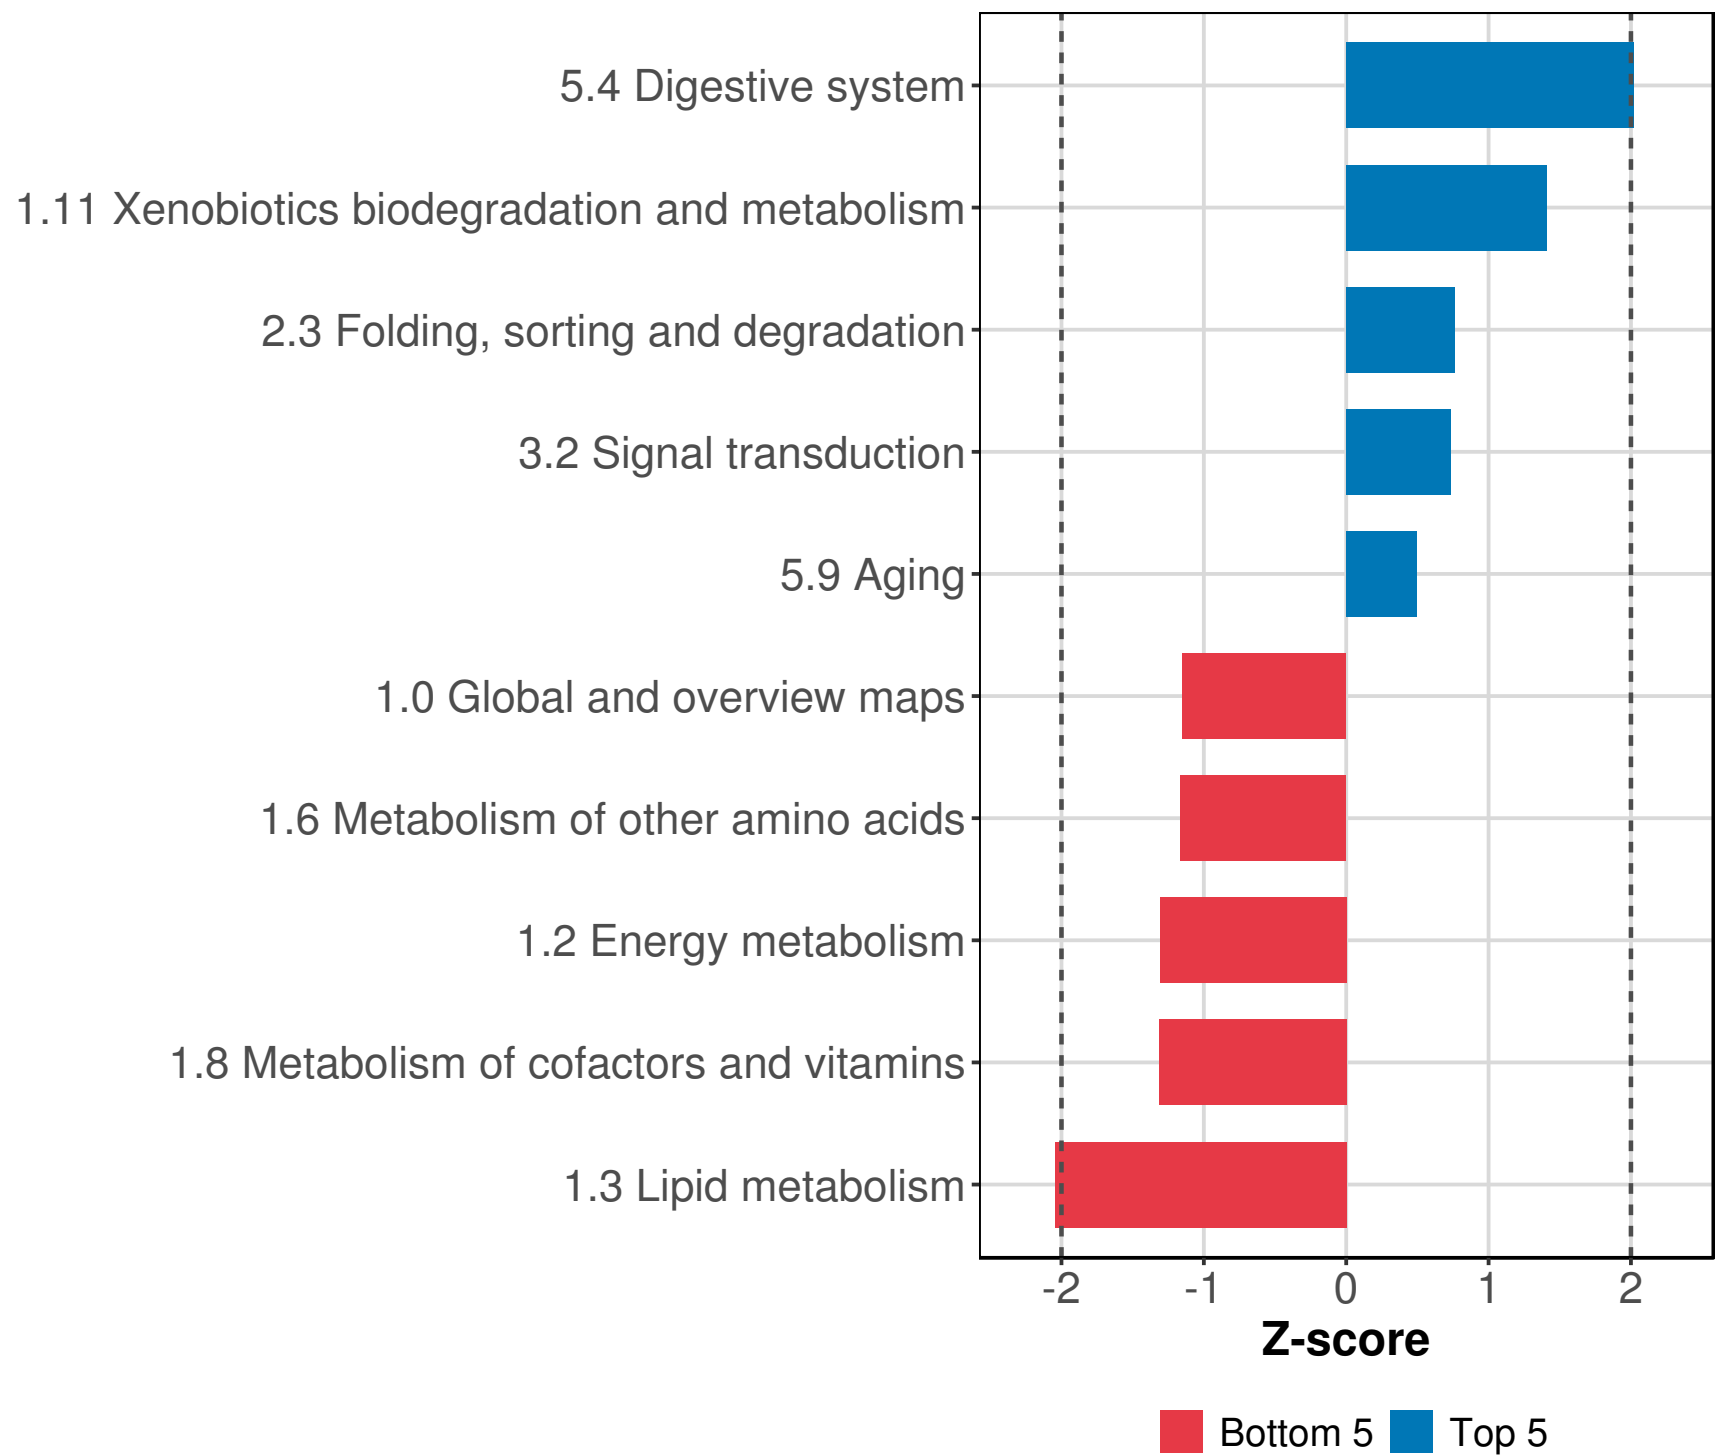 5.4 Digestive system
1.11 Xenobiotics biodegradation and metabolism
2.3 Folding, sorting and degradation
3.2 Signal transduction
5.9 Aging
1.0 Global and overview maps
1.6 Metabolism of other amino acids
1.2 Energy metabolism
1.8 Metabolism of cofactors and vitamins
1.3 Lipid metabolism
-2 -1 0 1 2
Z-score
Bottom 5 Top 5